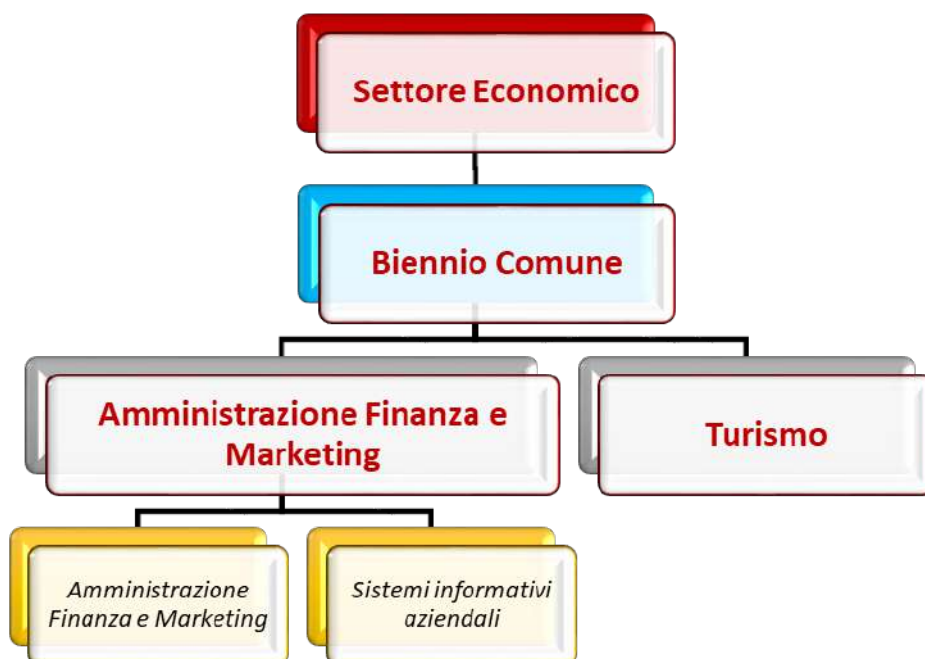 Settore Economico
Biennio Comune
Amministrazione Finanza e
Marketing
Turismo
Amministrazione
Finanza e Marketing
Sistemi informativi
aziendali